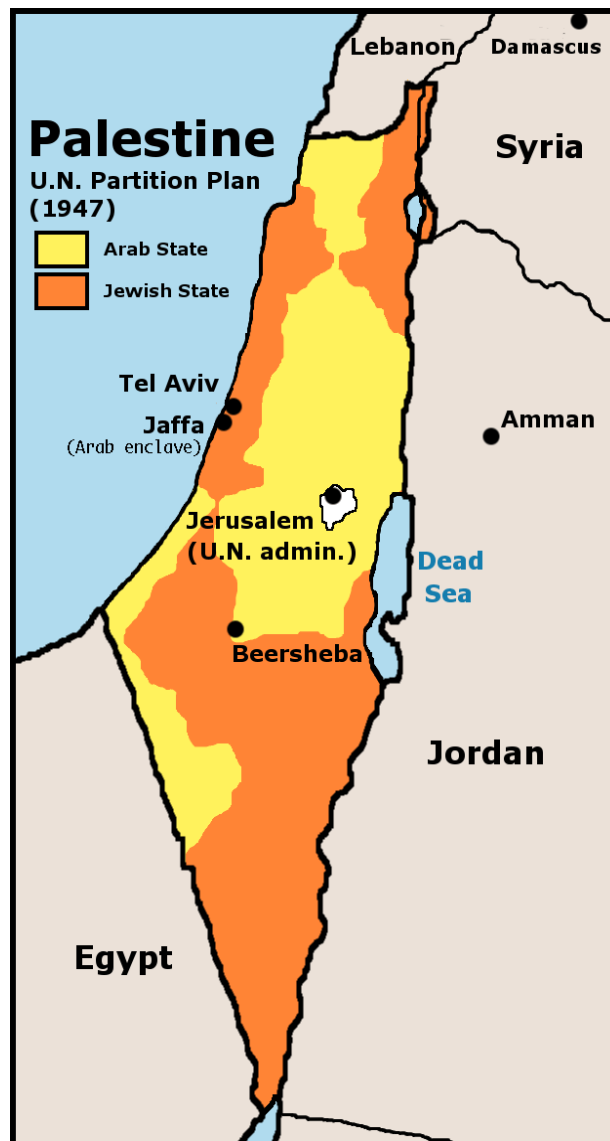 Lebanon
Damascus
Palestine
U.N. Partition Plan
(1947)
Syria
Arab State
Jewish State
Tel Aviv
Jaffa
(Arab enclave)
Amman
Jerusalem
(U.N. admin.)
Dead
Sea
Beersheba
Jordan
Egypt